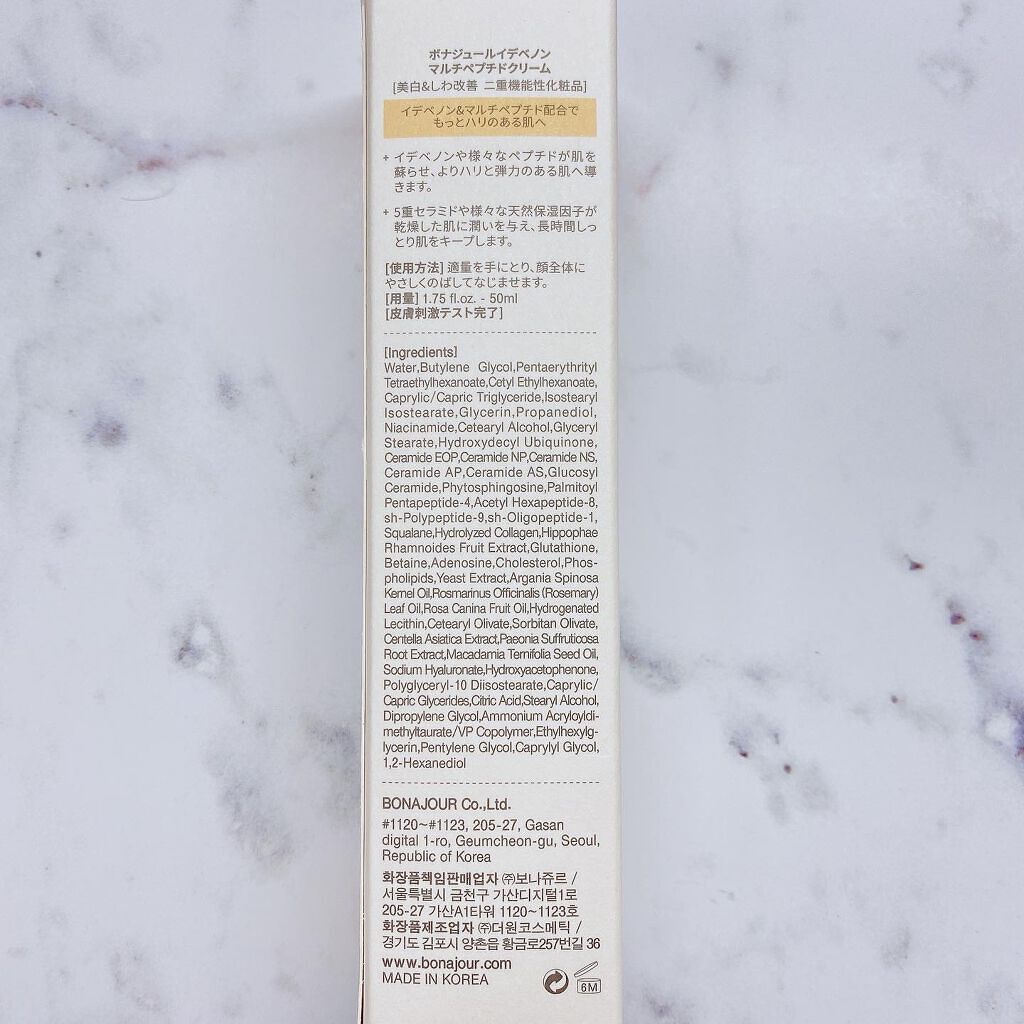 ボナジュールイデベノン
マルチペプチドクリーム
[美白&しわ改善 二重機能性化粧品]
イデベノン&マルチペプチド配合で
もっとハリのある肌へ
+ イデベノンや様々なペプチドが肌を
蘇らせ、よりハリと弾力のある肌へ導
きます。
+ 5重セラミドや様々な天然保湿因子が
乾燥した肌に潤いを与え、長時間しっ
とり肌をキープします。
[使用方法] 適量を手にとり、顔全体に
やさしくのばしてなじませます。
[用量] 1.75 fl.oz. - 50ml
[皮膚刺激テスト完了]
[Ingredients]
Water,Butylene Glycol,Pentaerythrityl
Tetraethylhexanoate,Cetyl Ethylhexanoate,
Caprylic/Capric Triglyceride,Isostearyl
Isostearate,Glycerin,Propanediol,
Niacinamide,Cetearyl Alcohol,Glyceryl
Stearate,Hydroxydecyl Ubiquinone,
Ceramide EOP,Ceramide NP,Ceramide NS,
Ceramide AP,Ceramide AS,Glucosyl
Ceramide,Phytosphingosine,Palmitoyl
Pentapeptide-4,Acetyl Hexapeptide-8,
sh-Polypeptide-9,sh-Oligopeptide-1,
Squalane,Hydrolyzed Collagen,Hippophae
Rhamnoides Fruit Extract,Glutathione,
Betaine,Adenosine,Cholesterol,Phos-
pholipids,Yeast Extract,Argania Spinosa
Kernel Oil,Rosmarinus Officinalis (Rosemary)
Leaf Oil,Rosa Canina Fruit Oil,Hydrogenated
Lecithin,Cetearyl Olivate,Sorbitan Olivate,
Centella Asiatica Extract,Paeonia Suffruticosa
Root Extract,Macadamia Ternifolia Seed Oil,
Sodium Hyaluronate,Hydroxyacetophenone,
Polyglyceryl-10 Diisostearate,Caprylic/
Capric Glycerides,Citric Acid,Stearyl Alcohol,
Dipropylene Glycol,Ammonium Acryloyldi-
methyltaurate/VP Copolymer,Ethylhexylg-
lycerin,Pentylene Glycol,Caprylyl Glycol,
1,2-Hexanediol
BONAJOUR Co.,Ltd.
#1120~#1123, 205-27, Gasan
digital 1-ro, Geumcheon-gu, Seoul,
Republic of Korea
화장품책임판매업자 ㈜보나쥬르 /
서울특별시 금천구 가산디지털1로
205-27 가산A1타워 1120~1123호
화장품제조업자 ㈜더원코스메틱 /
경기도 김포시 양촌읍 황금로257번길 36
www.bonajour.com
MADE IN KOREA
6M